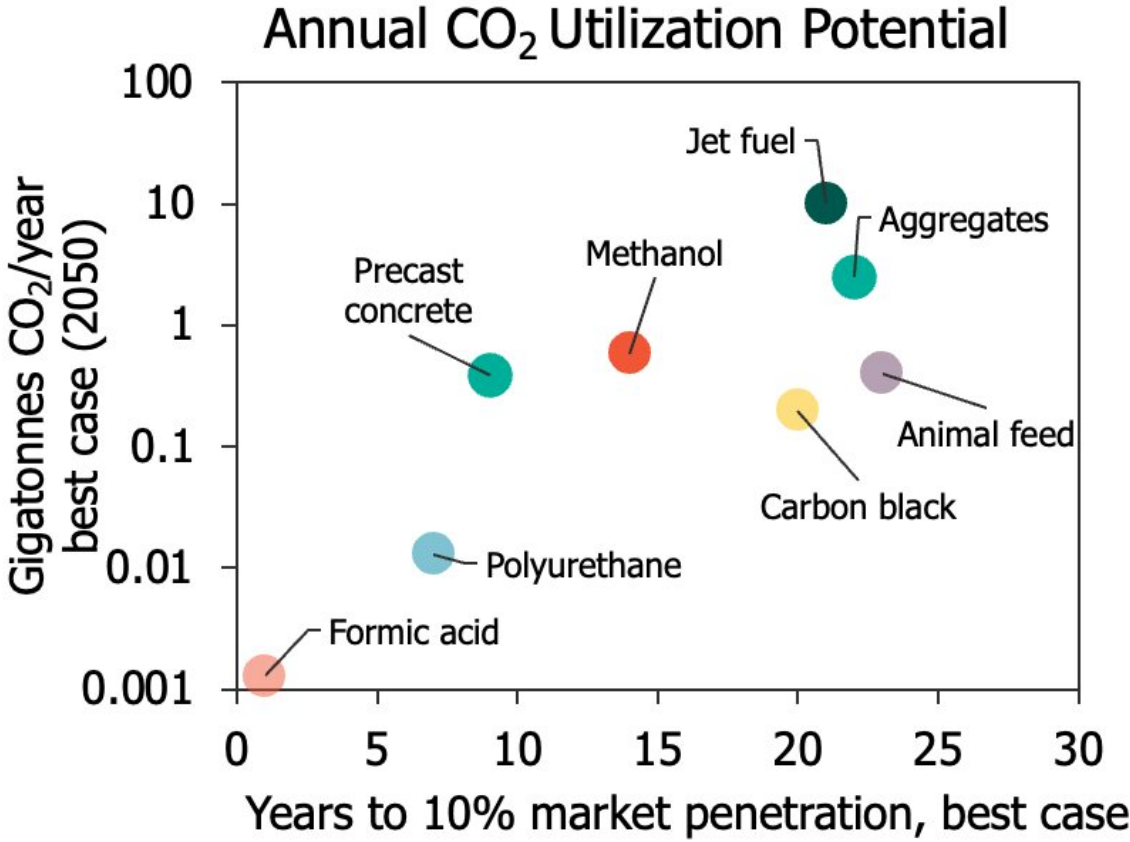 Annual CO₂ Utilization Potential
Gigatonnes CO₂/year
best case (2050)
100
10
1
0.1
0.01
0.001
Jet fuel
Aggregates
Methanol
Precast
concrete
Animal feed
Carbon black
Polyurethane
Formic acid
0 5 10 15 20 25 30
Years to 10% market penetration, best case